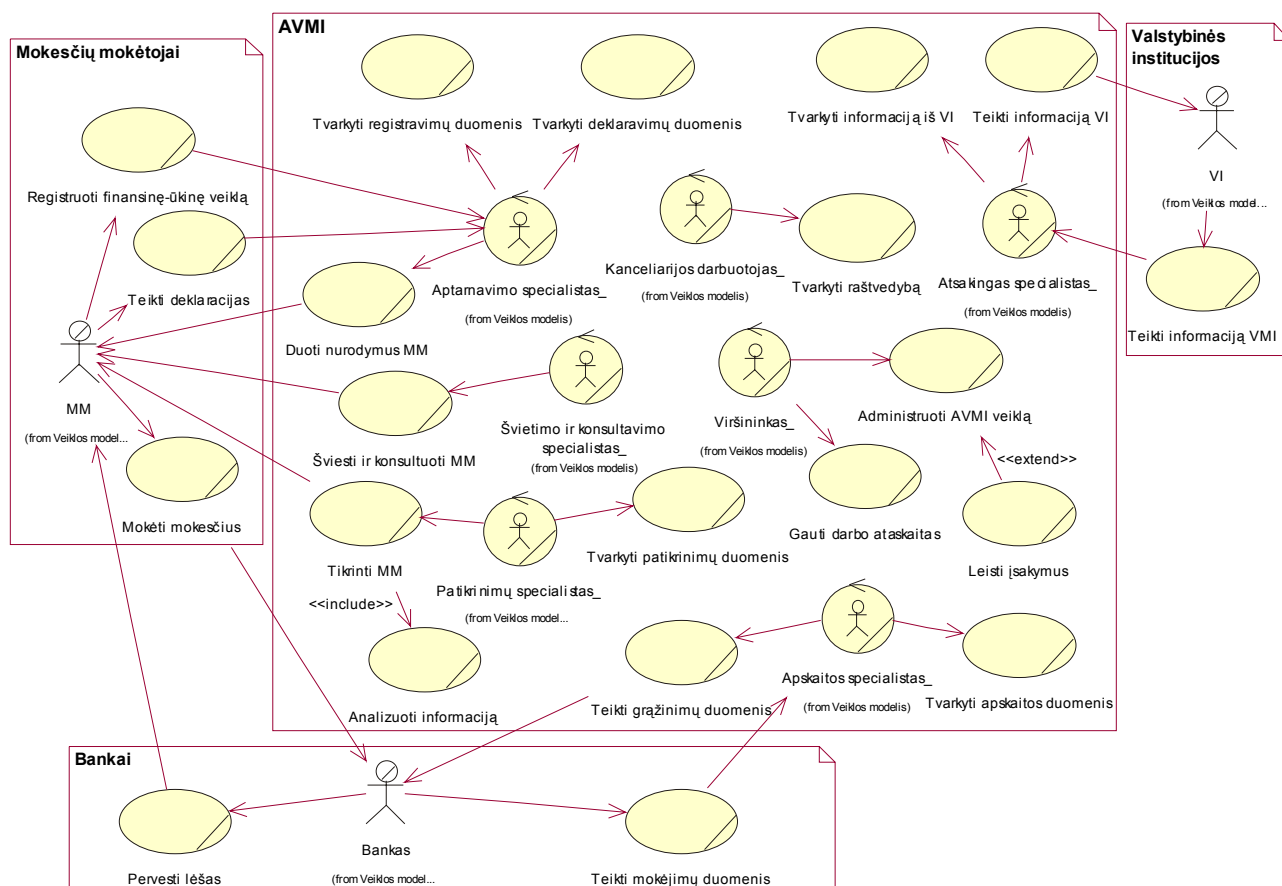 AVMI
Mokesčių mokėtojai
Valstybinės
institucijos
Tvarkyti registravimų duomenis
Tvarkyti deklaravimų duomenis
Tvarkyti informaciją iš VI
Teikti informaciją VI
VI
(from Veiklos model...
Registruoti finansinę-ūkinę veiklą
Teikti deklaracijas
Aptarnavimo specialistas_
(from Veiklos modelis)
Kanceliarijos darbuotojas_
(from Veiklos modelis)
Tvarkyti raštvedybą
Atsakingas specialistas_
(from Veiklos modelis)
Teikti informaciją VMI
Duoti nurodymus MM
MM
(from Veiklos model...
Šviesti ir konsultuoti MM
Švietimo ir konsultavimo
specialistas_
(from Veiklos modelis)
Viršininkas_
(from Veiklos modelis)
Administruoti AVMI veiklą
<<extend>>
Mokėti mokesčius
Tikrinti MM
Patikrinimų specialistas_
(from Veiklos model...
Tvarkyti patikrinimų duomenis
Gauti darbo ataskaitas
Leisti įsakymus
<<include>>
Analizuoti informaciją
Teikti grąžinimų duomenis
Apskaitos specialistas_
(from Veiklos modelis)
Tvarkyti apskaitos duomenis
Bankai
Pervesti lėšas
Bankas
(from Veiklos model...
Teikti mokėjimų duomenis